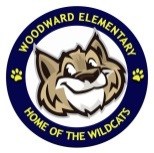 WOODWARD ELEMENTARY
HOME OF THE WILDCATS